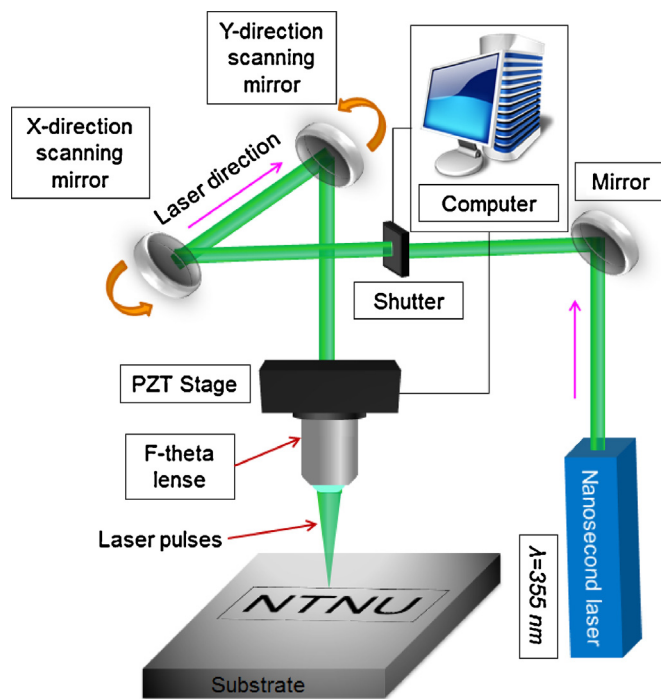 Y-direction
scanning
mirror
X-direction
scanning
mirror
Laser direction
Computer
Mirror
Shutter
PZT Stage
F-theta
lense
Laser pulses
NTNU
Substrate
λ=355 nm
Nanosecond laser